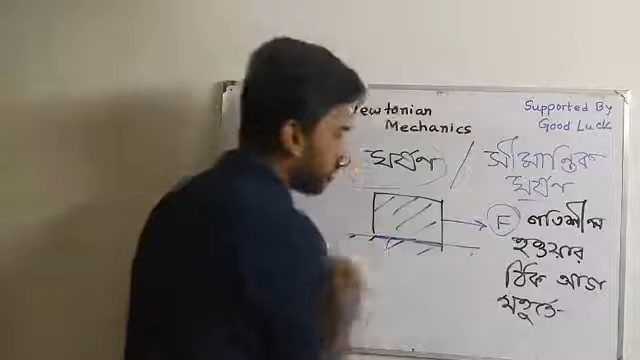 Newtonian
Mechanics
Supported By
Good Luck
ঘর্ষণ / সীমান্তিক
ঘর্ষণ
F গতিশীল
হওয়ার
ঠিক আগ
মুহূর্তে